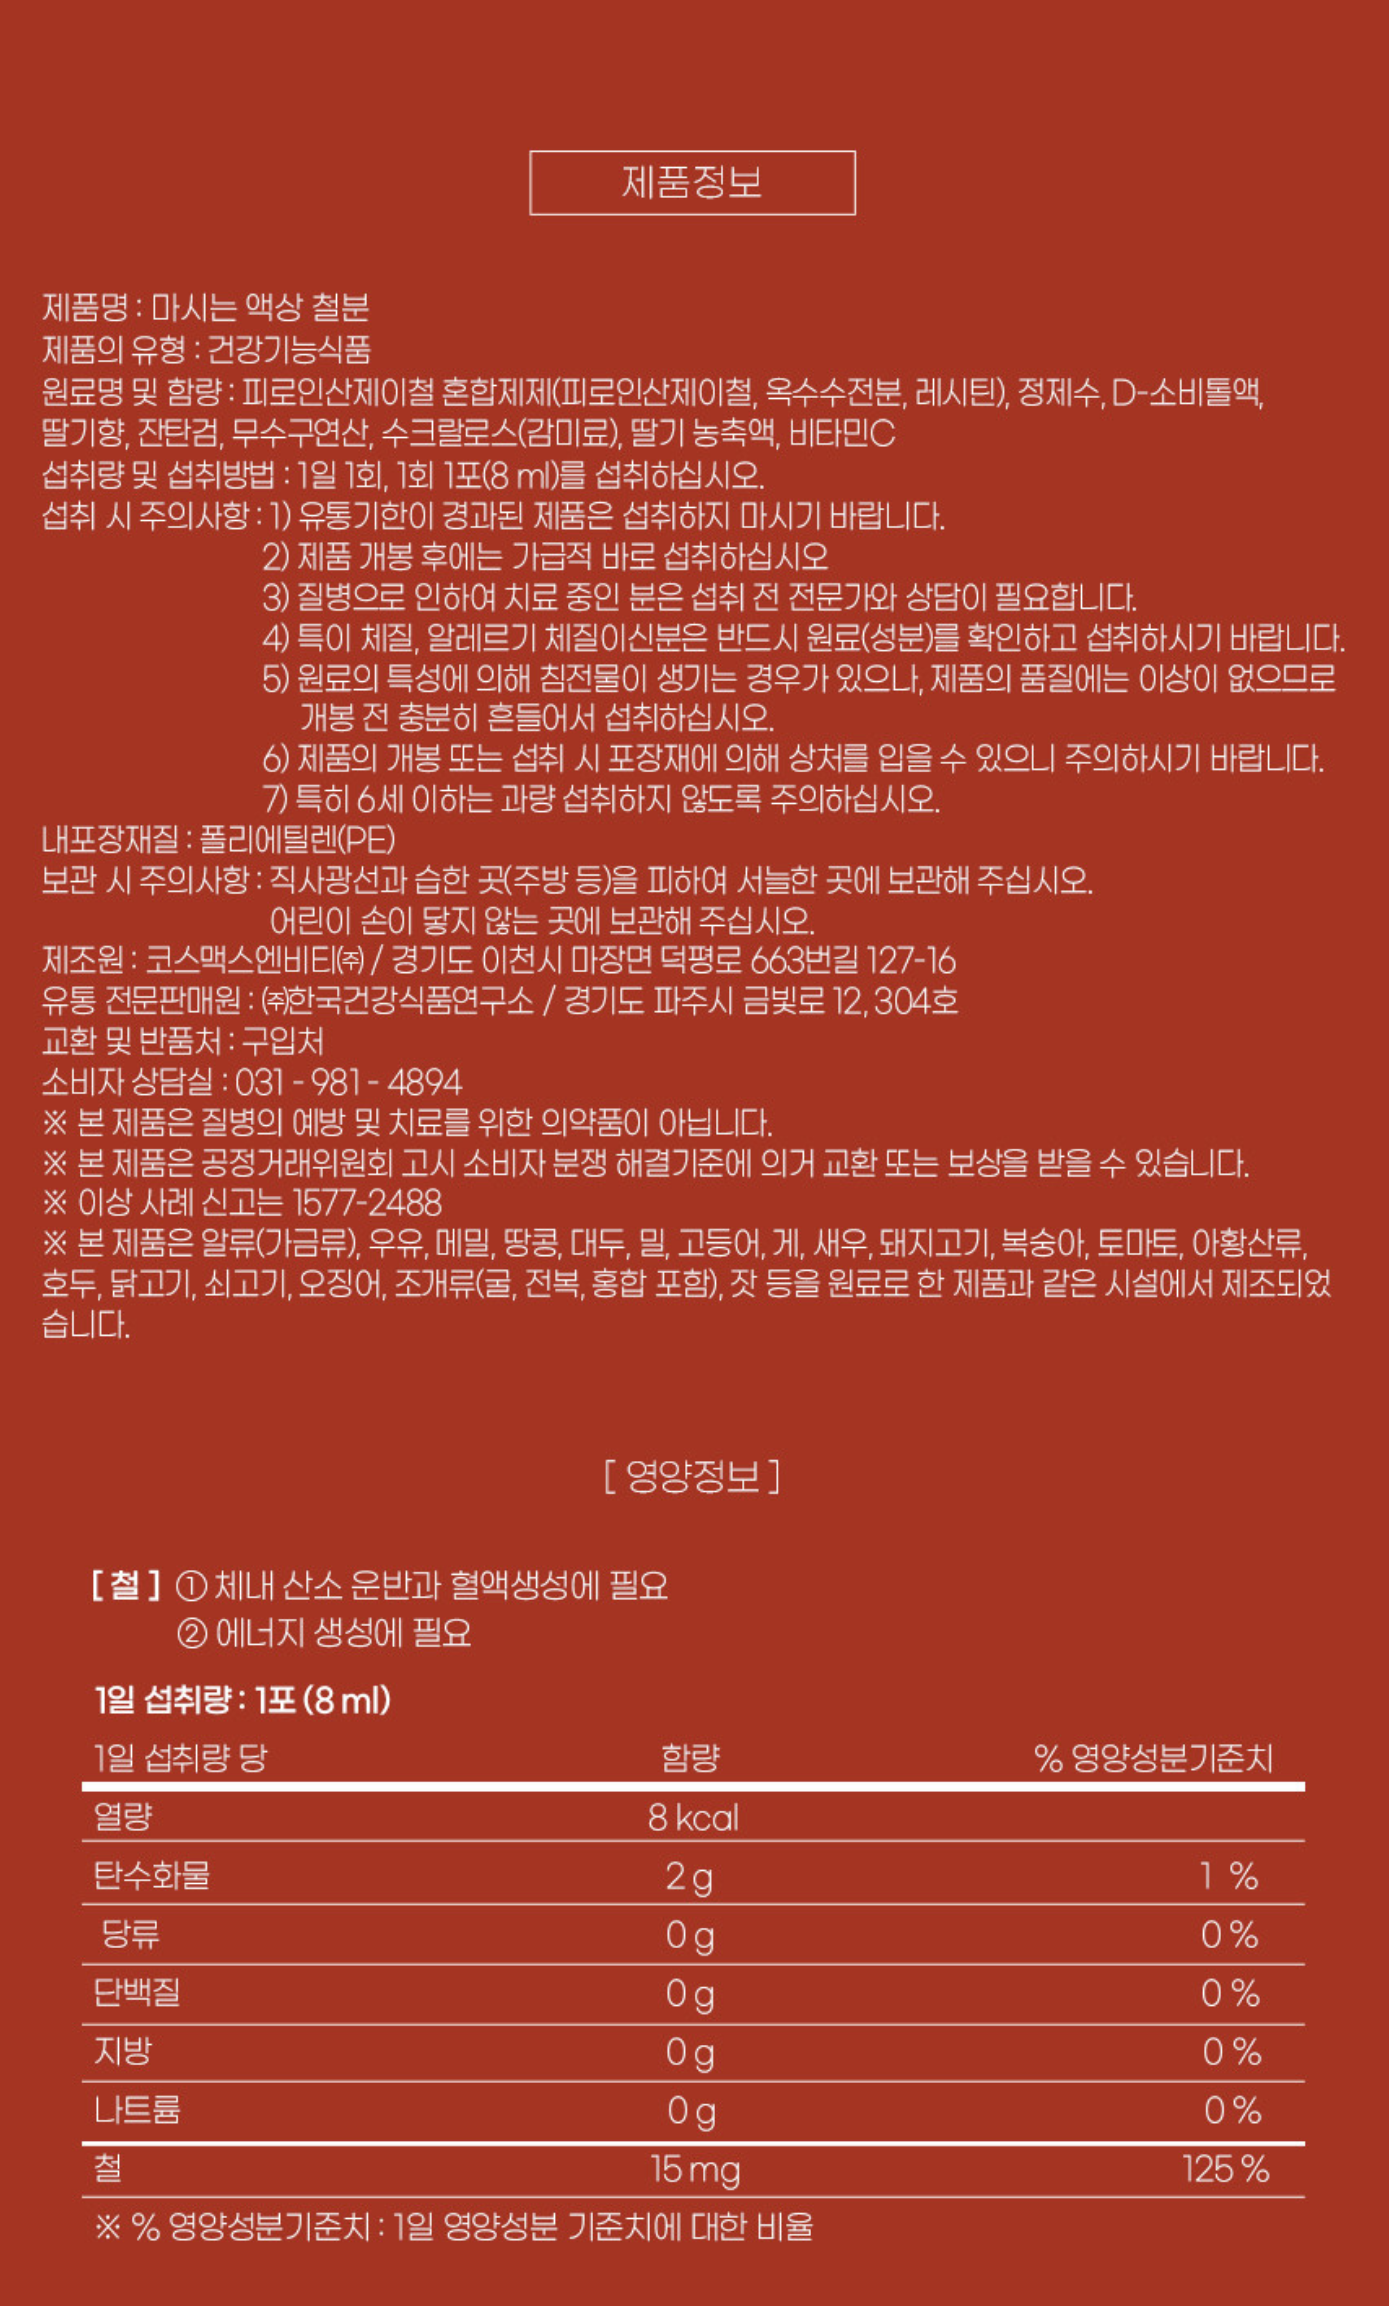 제품정보
제품명 : 마시는 액상 철분
제품의 유형 : 건강기능식품
원료명 및 함량 : 피로인산제이철 혼합제제(피로인산제이철, 옥수수전분, 레시틴), 정제수, D-소비톨액,
딸기향, 잔탄검, 무수구연산, 수크랄로스(감미료), 딸기 농축액, 비타민C
섭취량 및 섭취방법 : 1일 1회, 1회 1포(8 ml)를 섭취하십시오.
섭취 시 주의사항 : 1) 유통기한이 경과된 제품은 섭취하지 마시기 바랍니다.
2) 제품 개봉 후에는 가급적 바로 섭취하십시오
3) 질병으로 인하여 치료 중인 분은 섭취 전 전문가와 상담이 필요합니다.
4) 특이 체질, 알레르기 체질이신분은 반드시 원료(성분)를 확인하고 섭취하시기 바랍니다.
5) 원료의 특성에 의해 침전물이 생기는 경우가 있으나, 제품의 품질에는 이상이 없으므로
개봉 전 충분히 흔들어서 섭취하십시오.
6) 제품의 개봉 또는 섭취 시 포장재에 의해 상처를 입을 수 있으니 주의하시기 바랍니다.
7) 특히 6세 이하는 과량 섭취하지 않도록 주의하십시오.
내포장재질 : 폴리에틸렌(PE)
보관 시 주의사항 : 직사광선과 습한 곳(주방 등)을 피하여 서늘한 곳에 보관해 주십시오.
어린이 손이 닿지 않는 곳에 보관해 주십시오.
제조원 : 코스맥스엔비티㈜ / 경기도 이천시 마장면 덕평로 663번길 127-16
유통 전문판매원 : ㈜한국건강식품연구소 / 경기도 파주시 금빛로 12, 304호
교환 및 반품처 : 구입처
소비자 상담실 : 031 - 981 - 4894
※ 본 제품은 질병의 예방 및 치료를 위한 의약품이 아닙니다.
※ 본 제품은 공정거래위원회 고시 소비자 분쟁 해결기준에 의거 교환 또는 보상을 받을 수 있습니다.
※ 이상 사례 신고는 1577-2488
※ 본 제품은 알류(가금류), 우유, 메밀, 땅콩, 대두, 밀, 고등어, 게, 새우, 돼지고기, 복숭아, 토마토, 아황산류,
호두, 닭고기, 쇠고기, 오징어, 조개류(굴, 전복, 홍합 포함), 잣 등을 원료로 한 제품과 같은 시설에서 제조되었
습니다.
[ 영양정보 ]
[ 철 ] ① 체내 산소 운반과 혈액생성에 필요
② 에너지 생성에 필요
1일 섭취량 : 1포 (8 ml)
1일 섭취량 당 함량 % 영양성분기준치
열량 8 kcal
탄수화물 2 g 1 %
당류 0 g 0 %
단백질 0 g 0 %
지방 0 g 0 %
나트륨 0 g 0 %
철 15 mg 125 %
※ % 영양성분기준치 : 1일 영양성분 기준치에 대한 비율